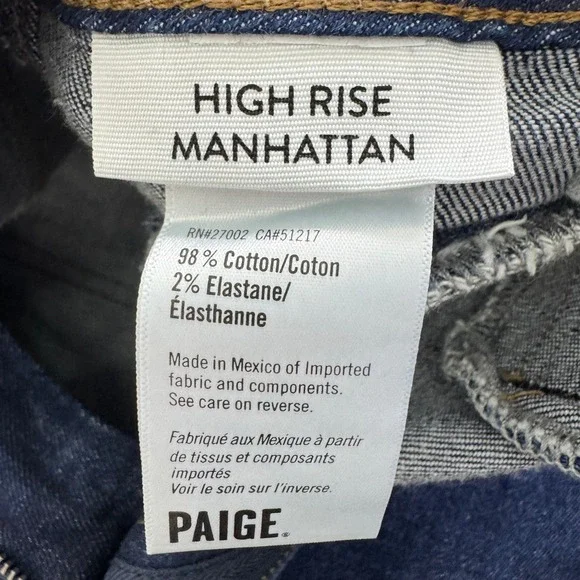 HIGH RISE
MANHATTAN
RN#27002 CA#51217
98% Cotton/Coton
2% Elastane/
Élasthanne
Made in Mexico of Imported
fabric and components.
See care on reverse.
Fabriqué aux Mexique à partir
de tissus et composants
importés
Voir le soin sur l'inverse.
PAIGE.